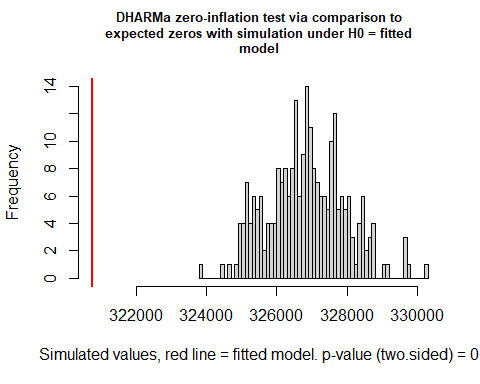 DHARMa zero-inflation test via comparison to
expected zeros with simulation under H0 = fitted
model
Frequency
14
10
8
6
4
2
0
322000 324000 326000 328000 330000
Simulated values, red line = fitted model. p-value (two.sided) = 0